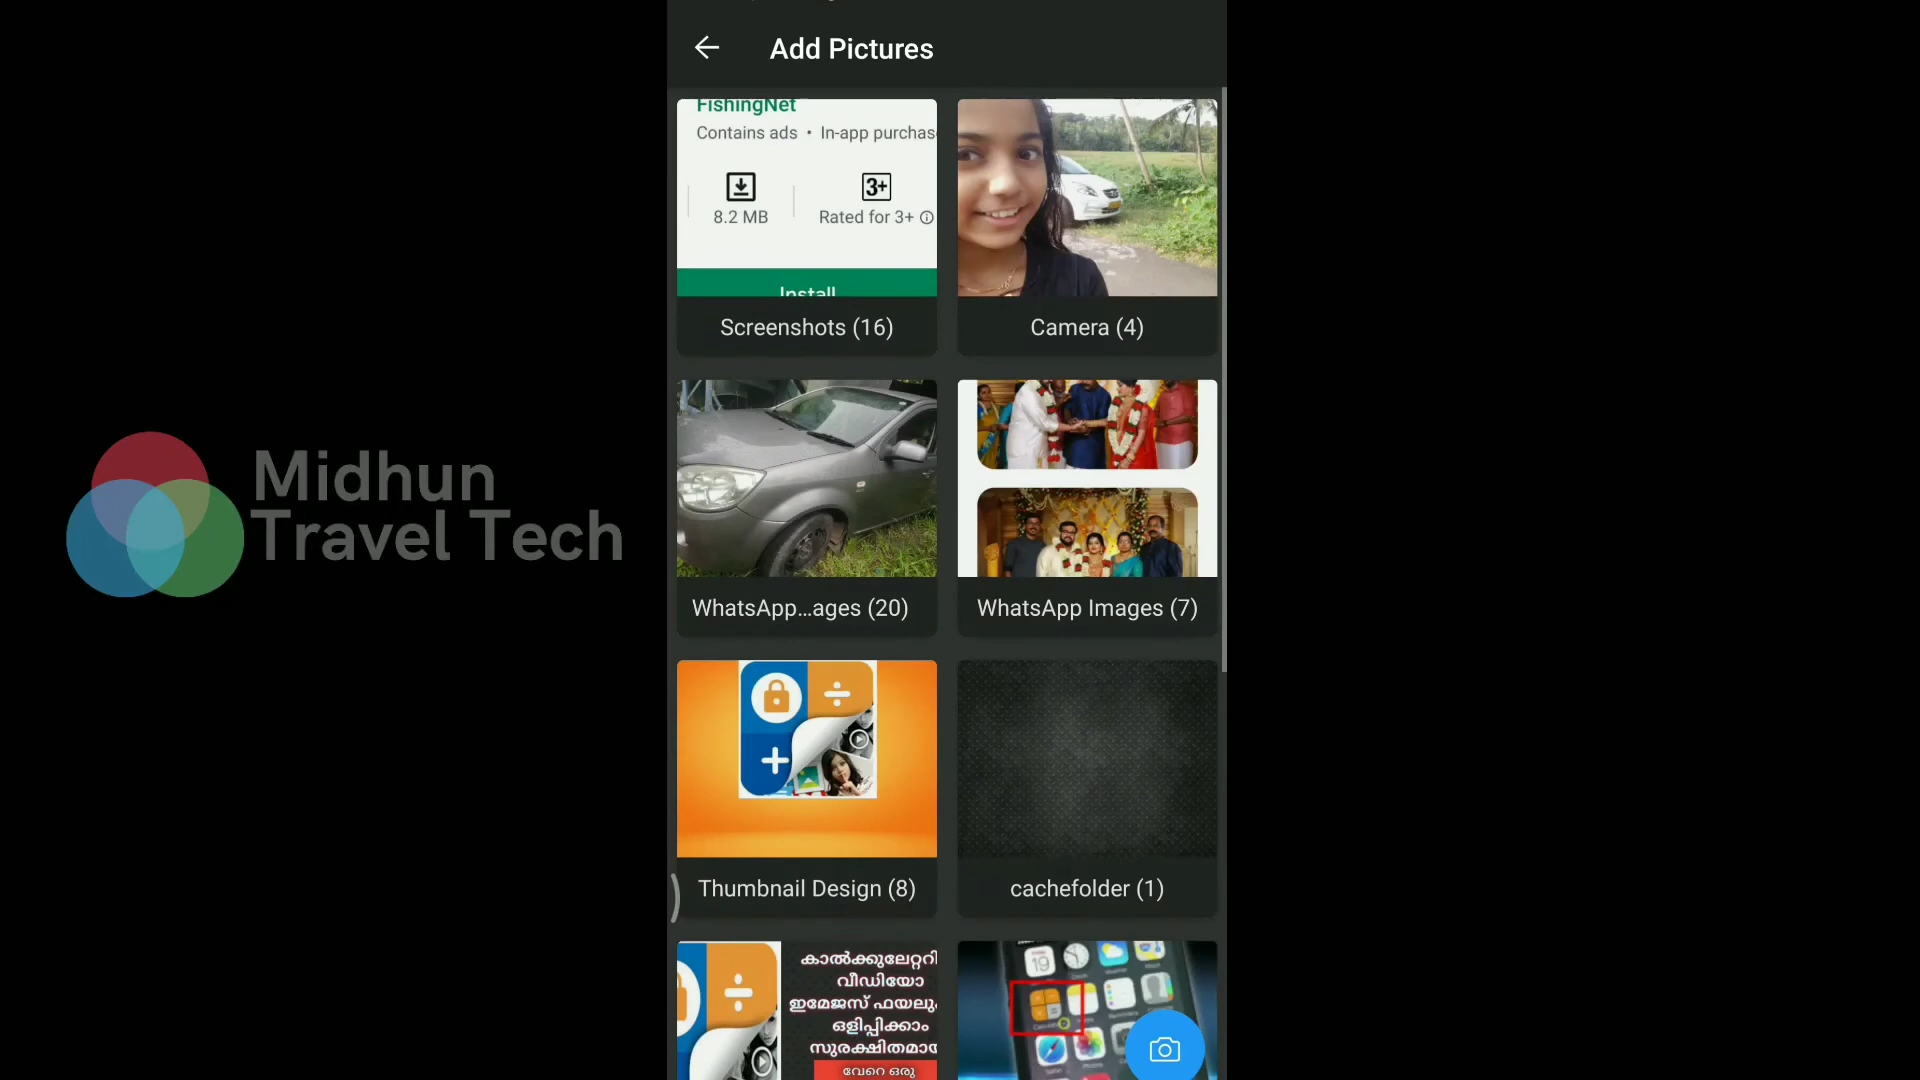 Add Pictures
FishingNet
Contains ads • In-app purchas
8.2 MB
3+
Rated for 3+
Install
Screenshots (16)
Camera (4)
WhatsApp...ages (20)
WhatsApp Images (7)
Thumbnail Design (8)
cachefolder (1)
കാൽക്കുലേറ്ററി
വീഡിയോ
ഇമേജസ് ഫയലു
ഒളിപ്പിക്കാം
സുരക്ഷിതമായ
വേറെ ഒരു
19
Midhun
Travel Tech